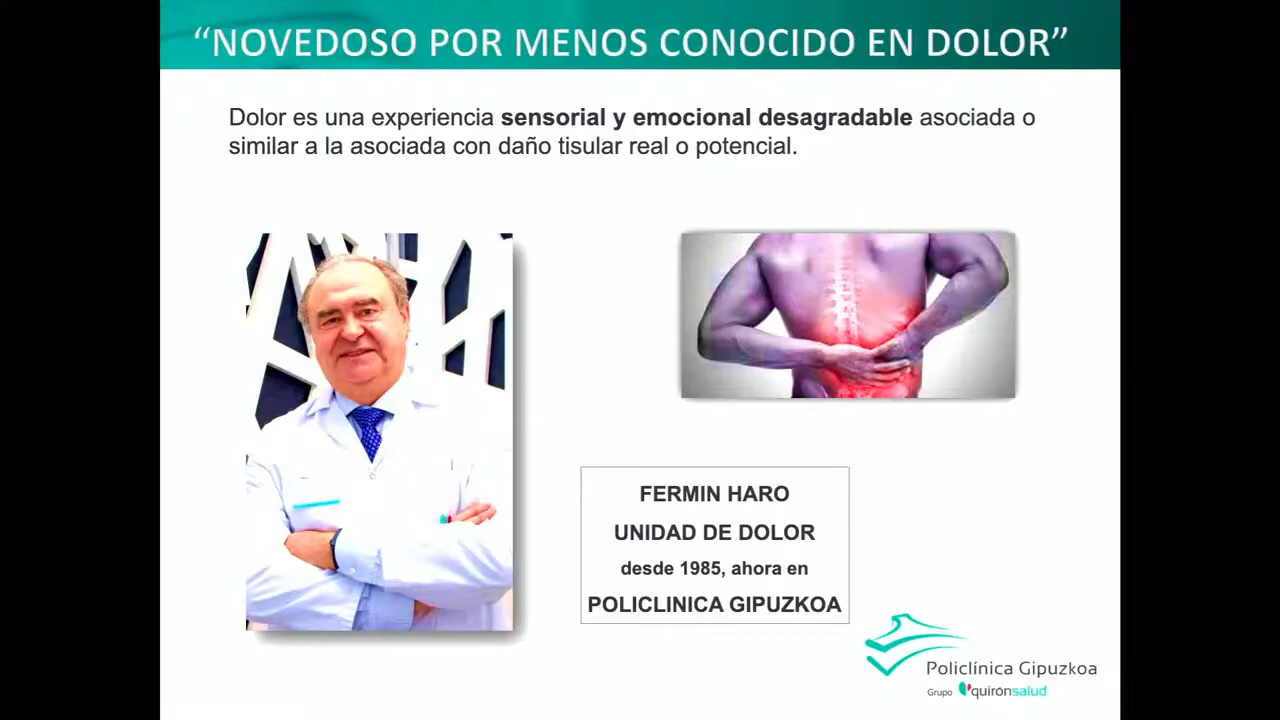 “NOVEDOSO POR MENOS CONOCIDO EN DOLOR”
Dolor es una experiencia sensorial y emocional desagradable asociada o
similar a la asociada con daño tisular real o potencial.
FERMIN HARO
UNIDAD DE DOLOR
desde 1985, ahora en
POLICLINICA GIPUZKOA
Policlínica Gipuzkoa
Grupo quirónsalud